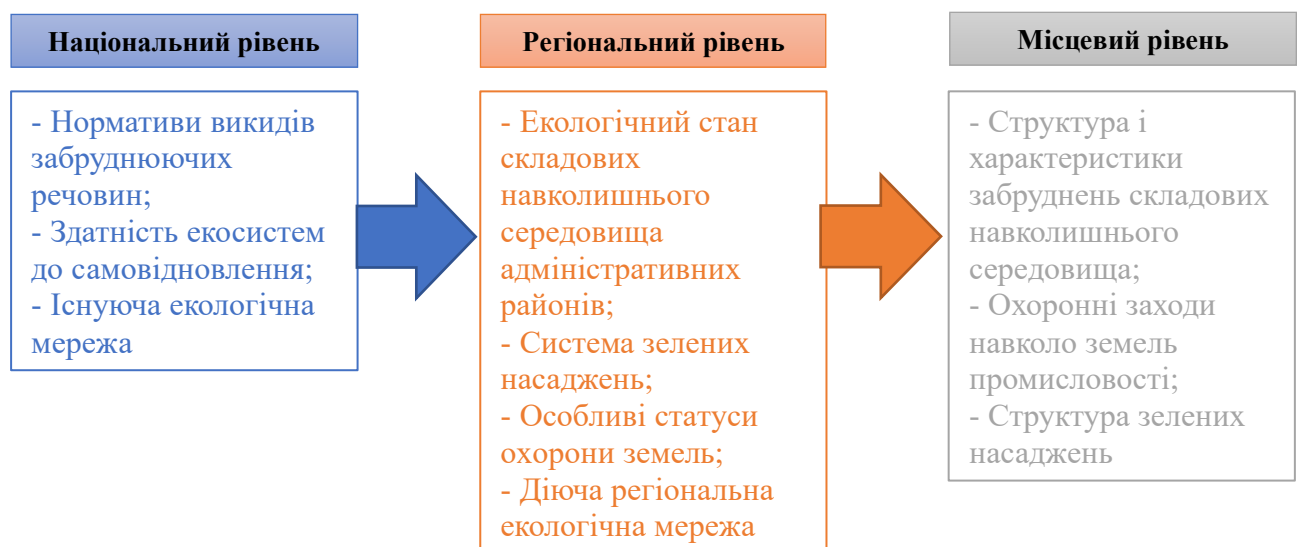 Національний рівень
- Нормативи викидів
забруднюючих
речовин;
- Здатність екосистем
до самовідновлення;
- Існуюча екологічна
мережа
Регіональний рівень
- Екологічний стан
складових
навколишнього
середовища
адміністративних
районів;
- Система зелених
насаджень;
- Особливі статуси
охорони земель;
- Діюча регіональна
екологічна мережа
Місцевий рівень
- Структура і
характеристики
забруднень складових
навколишнього
середовища;
- Охоронні заходи
навколо земель
промисловості;
- Структура зелених
насаджень